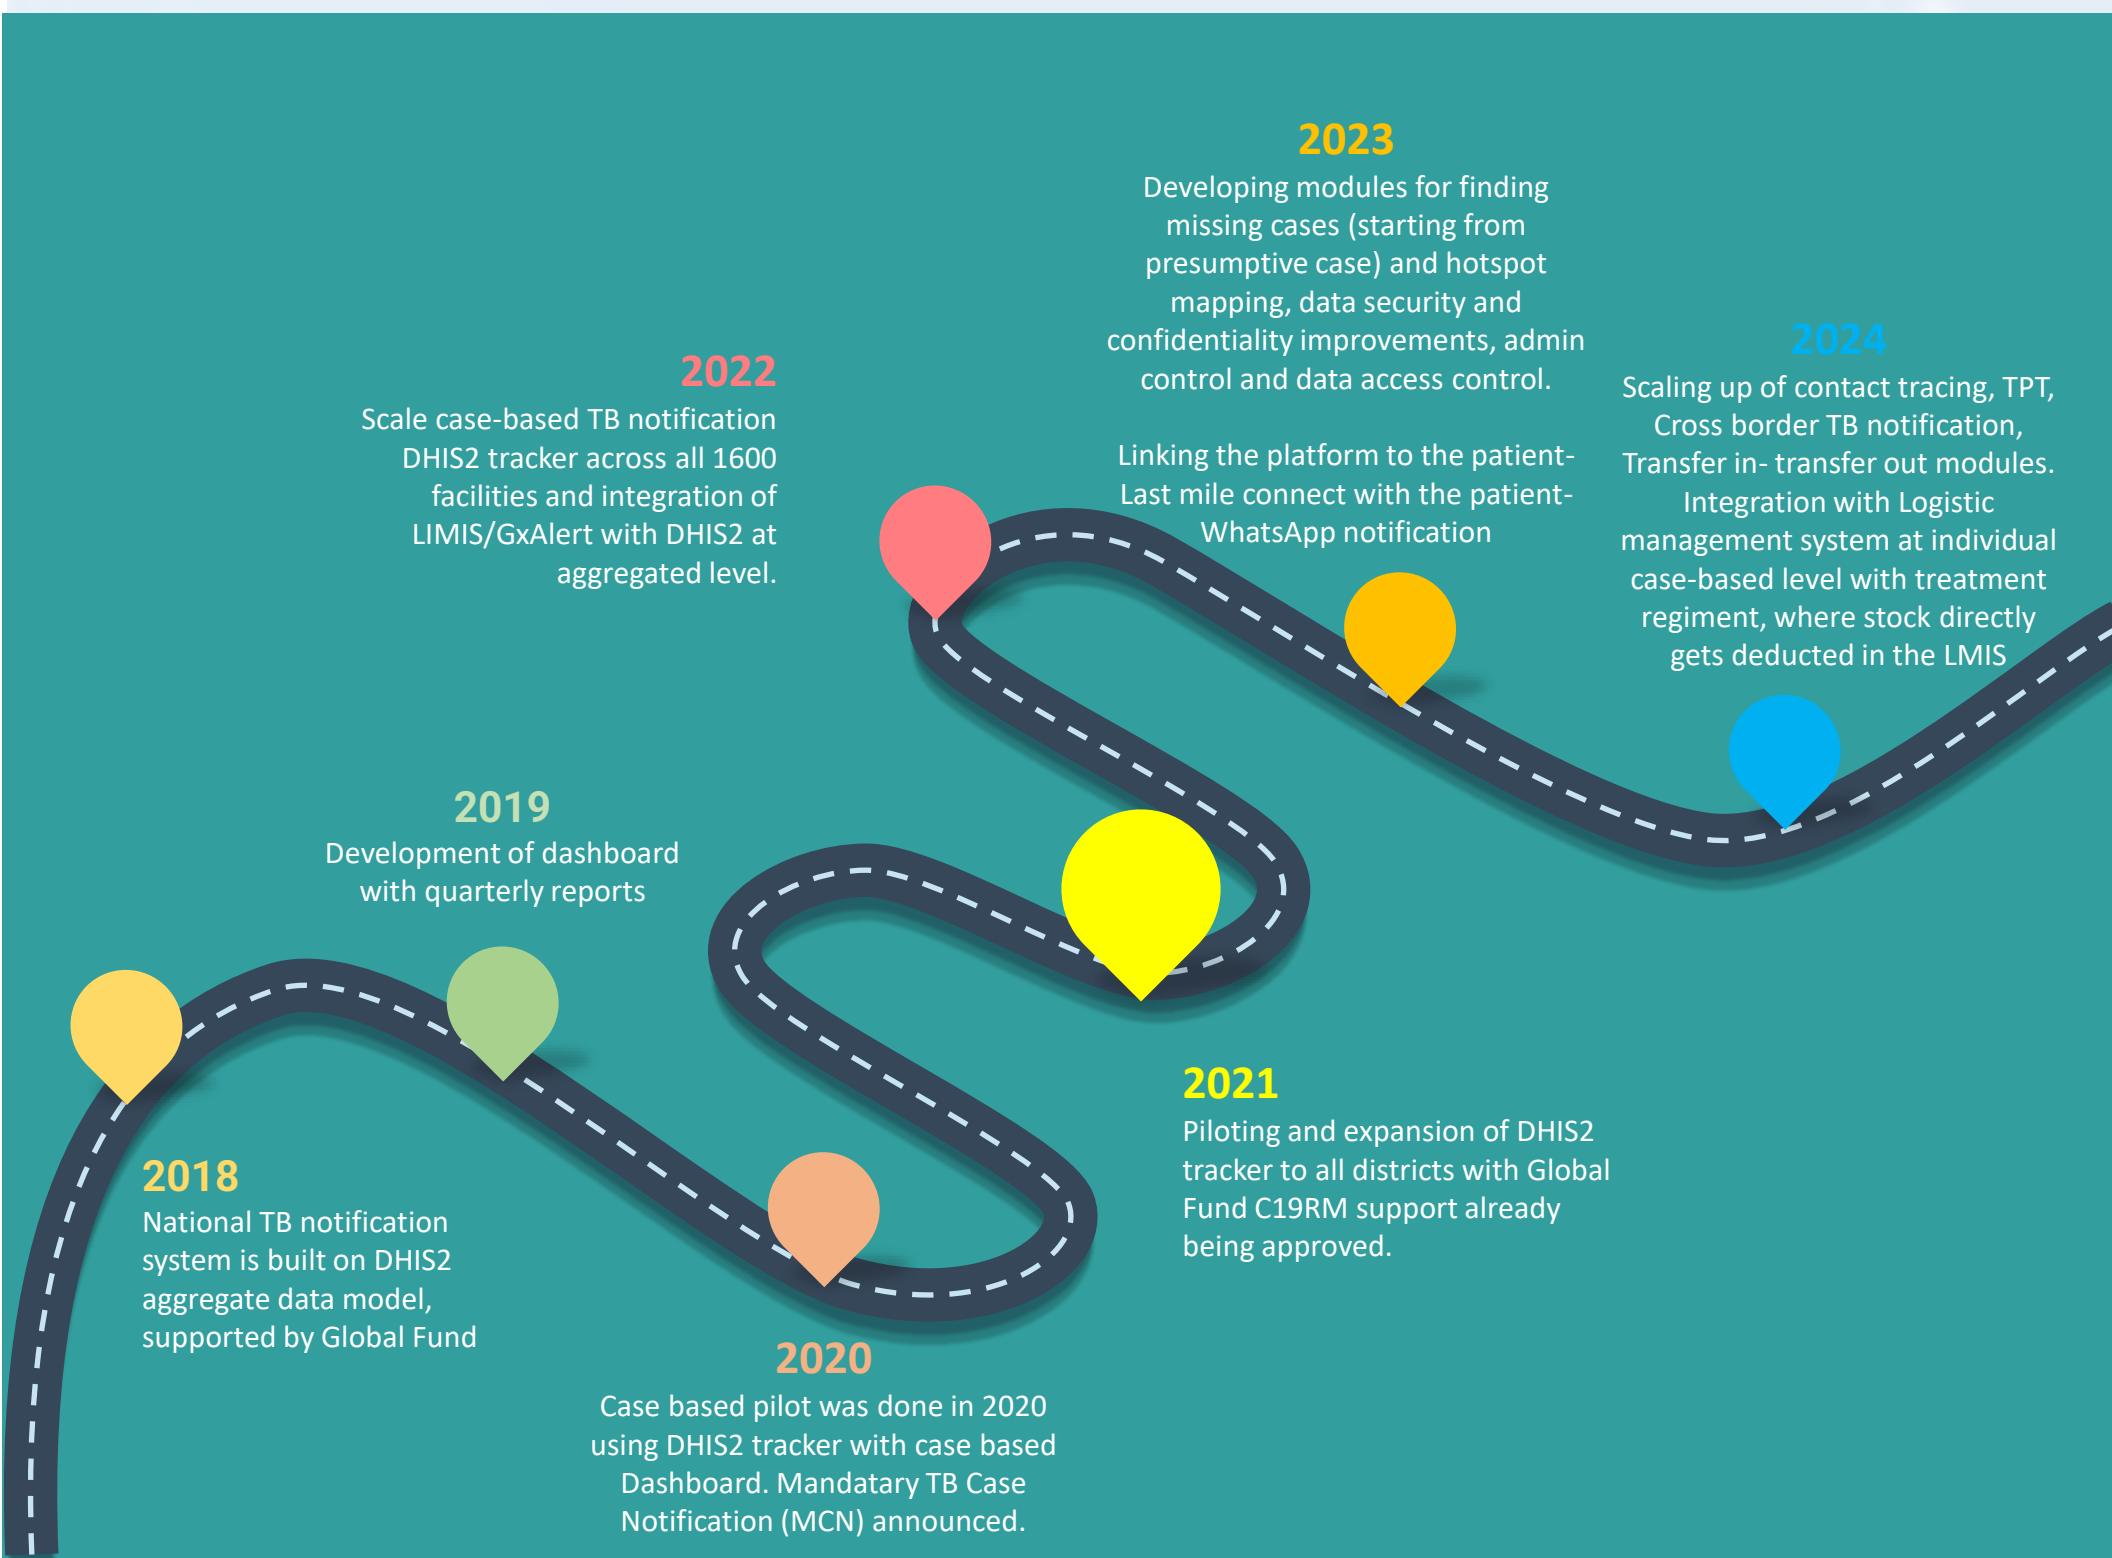 2018
National TB notification
system is built on DHIS2
aggregate data model,
supported by Global Fund
2019
Development of dashboard
with quarterly reports
2020
Case based pilot was done in 2020
using DHIS2 tracker with case based
Dashboard. Mandatary TB Case
Notification (MCN) announced.
2021
Piloting and expansion of DHIS2
tracker to all districts with Global
Fund C19RM support already
being approved.
2022
Scale case-based TB notification
DHIS2 tracker across all 1600
facilities and integration of
LIMIS/GxAlert with DHIS2 at
aggregated level.
2023
Developing modules for finding
missing cases (starting from
presumptive case) and hotspot
mapping, data security and
confidentiality improvements, admin
control and data access control.
Linking the platform to the patient-
Last mile connect with the patient-
WhatsApp notification
2024
Scaling up of contact tracing, TPT,
Cross border TB notification,
Transfer in- transfer out modules.
Integration with Logistic
management system at individual
case-based level with treatment
regiment, where stock directly
gets deducted in the LMIS